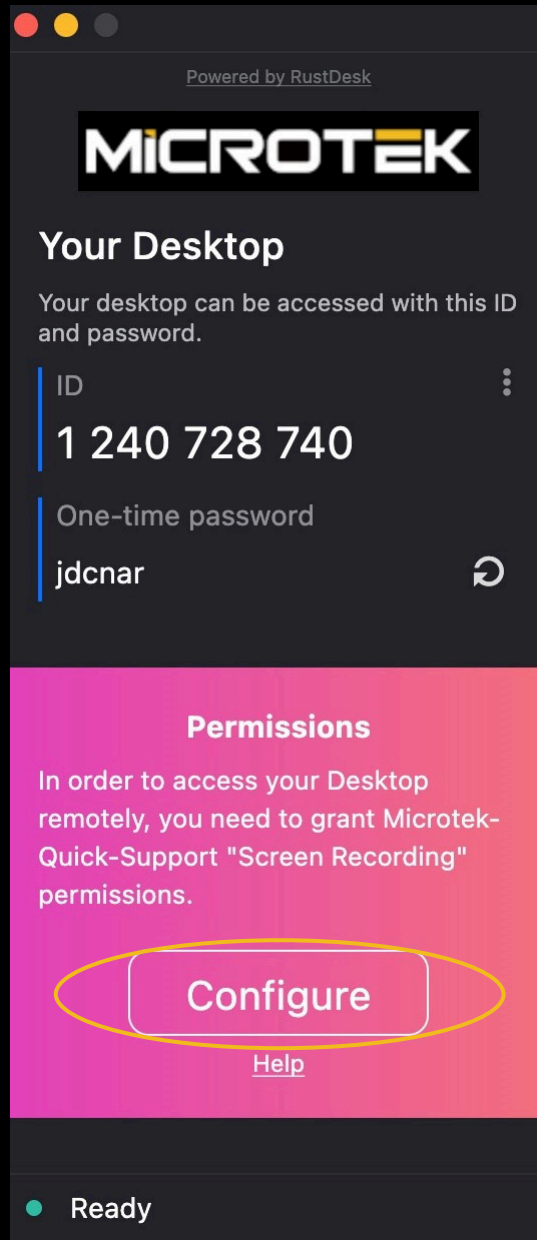 Powered by RustDesk
MiCROTEK
Your Desktop
Your desktop can be accessed with this ID
and password.
ID
1 240 728 740
One-time password
jdcnar
Permissions
In order to access your Desktop
remotely, you need to grant Microtek-
Quick-Support "Screen Recording"
permissions.
Configure
Help
Ready